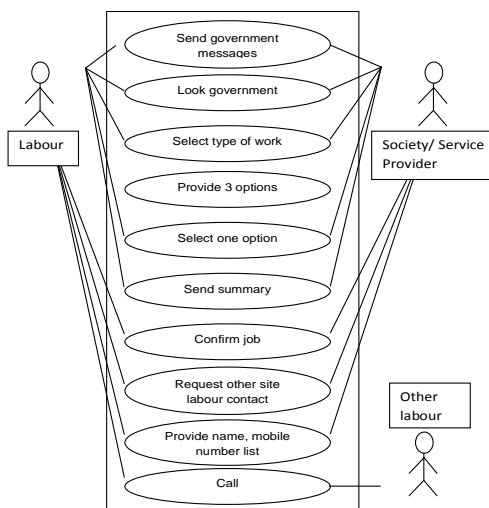 Send government
messages
Look government
Labour
Select type of work
Society/ Service
Provider
Provide 3 options
Select one option
Send summary
Confirm job
Request other site
labour contact
Other
labour
Provide name, mobile
number list
Call